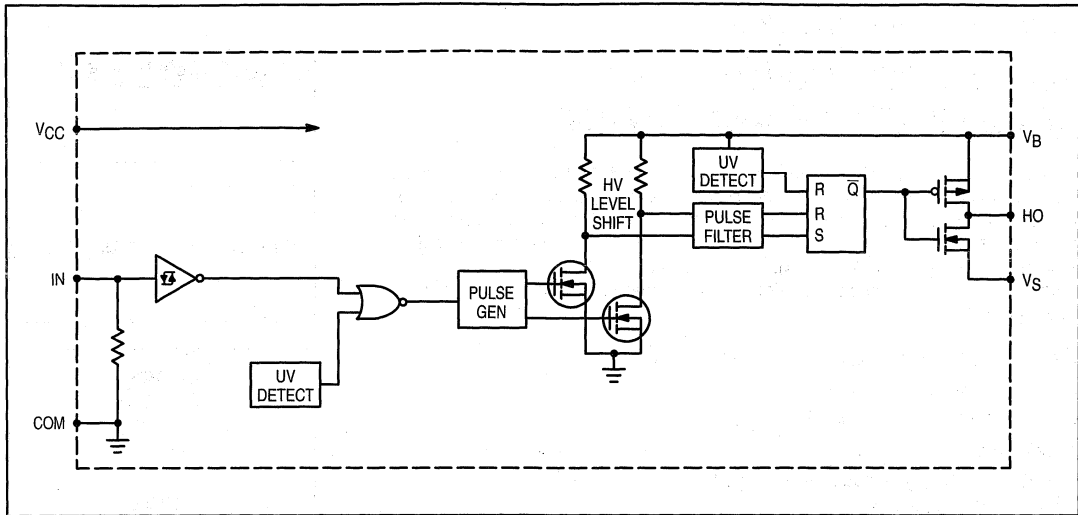 VCC
VB
UV
DETECT
HV
LEVEL
SHIFT
R Q̅
R
S
PULSE
FILTER
HO
IN
PULSE
GEN
VS
UV
DETECT
COM